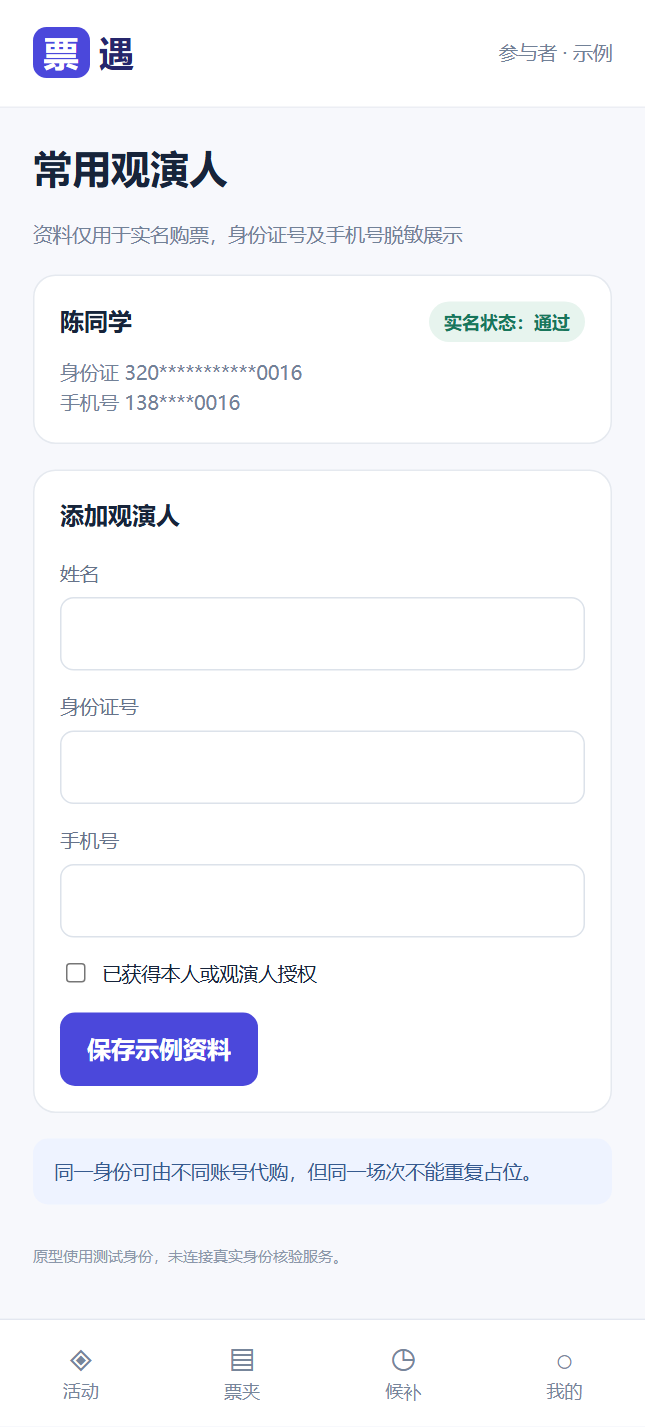 票 遇
参与者 · 示例
常用观演人
资料仅用于实名购票，身份证号及手机号脱敏展示
陈同学
实名状态：通过
身份证 320***********0016
手机号 138****0016
添加观演人
姓名
身份证号
手机号
已获得本人或观演人授权
保存示例资料
同一身份可由不同账号代购，但同一场次不能重复占位。
原型使用测试身份，未连接真实身份核验服务。
活动
票夹
候补
我的